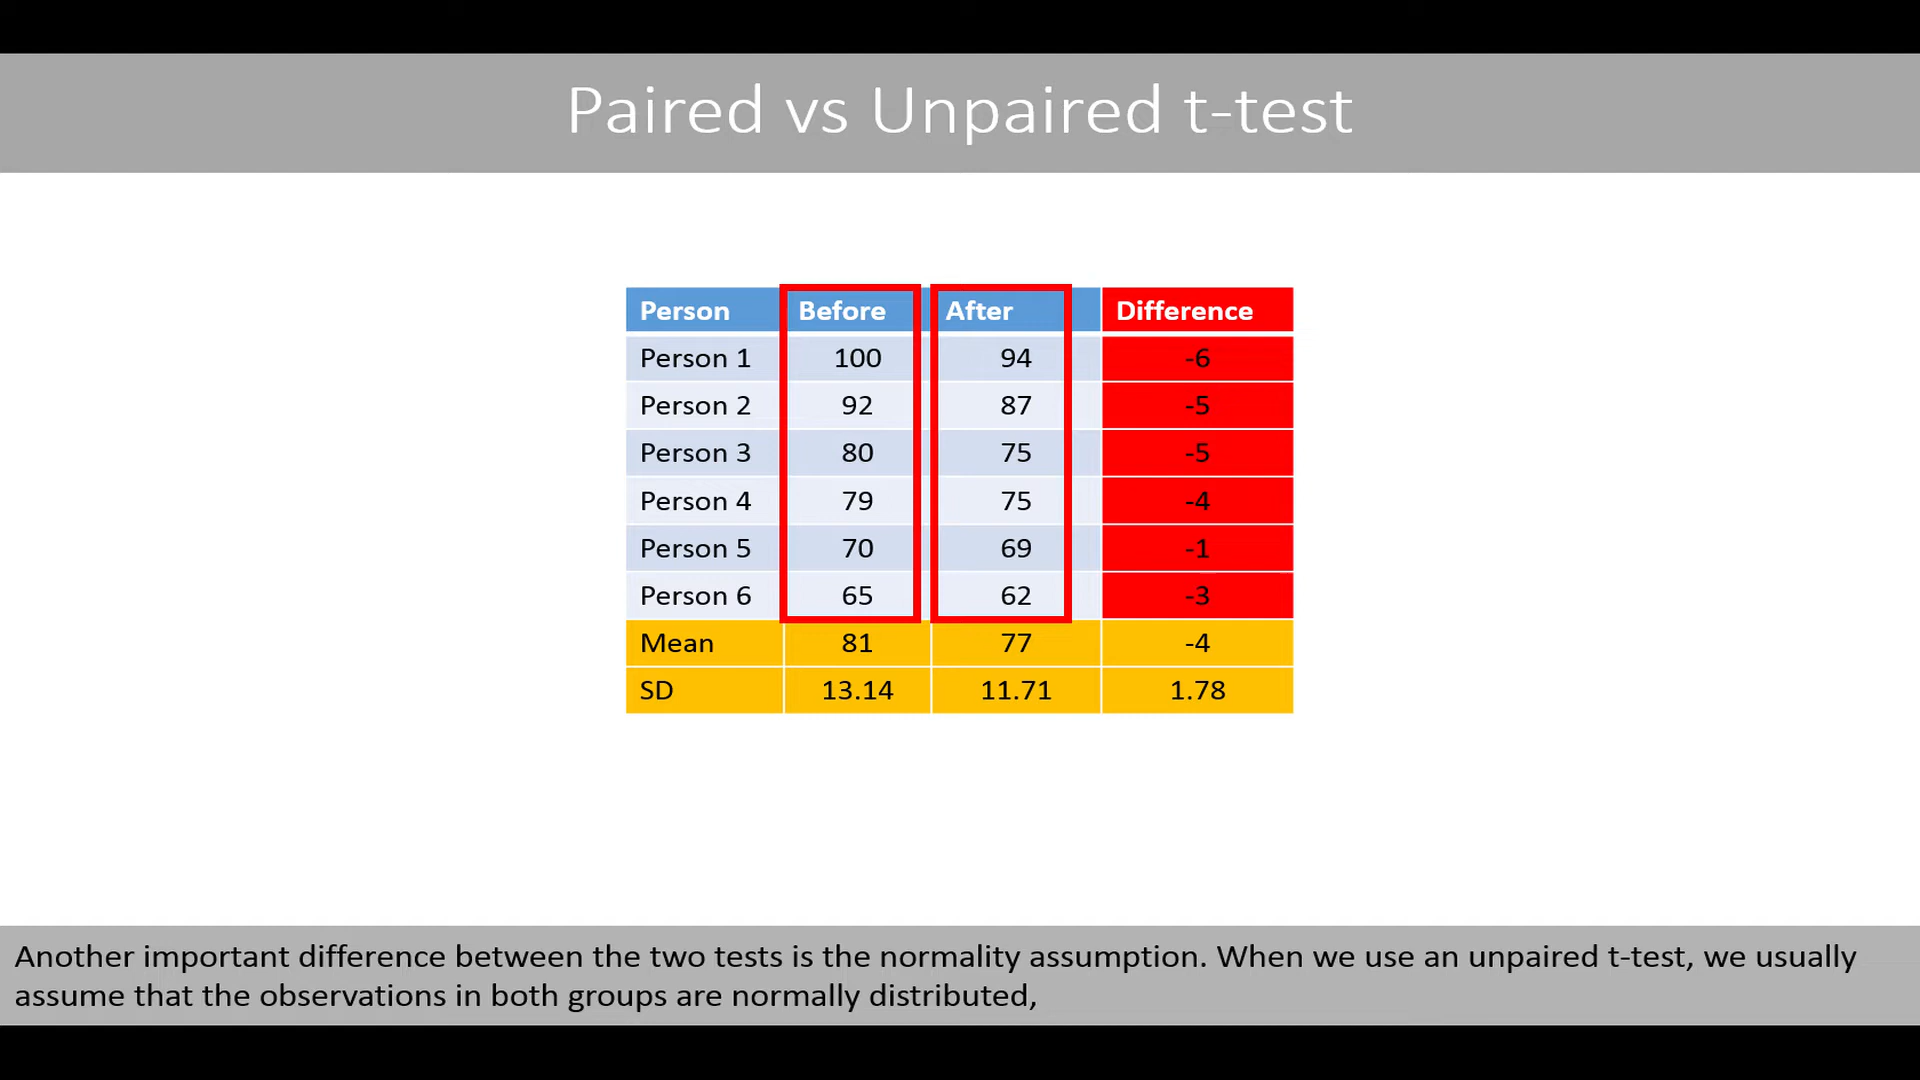 Paired vs Unpaired t-test
Person Before After Difference
Person 1 100 94 -6
Person 2 92 87 -5
Person 3 80 75 -5
Person 4 79 75 -4
Person 5 70 69 -1
Person 6 65 62 -3
Mean 81 77 -4
SD 13.14 11.71 1.78
Another important difference between the two tests is the normality assumption. When we use an unpaired t-test, we usually
assume that the observations in both groups are normally distributed,